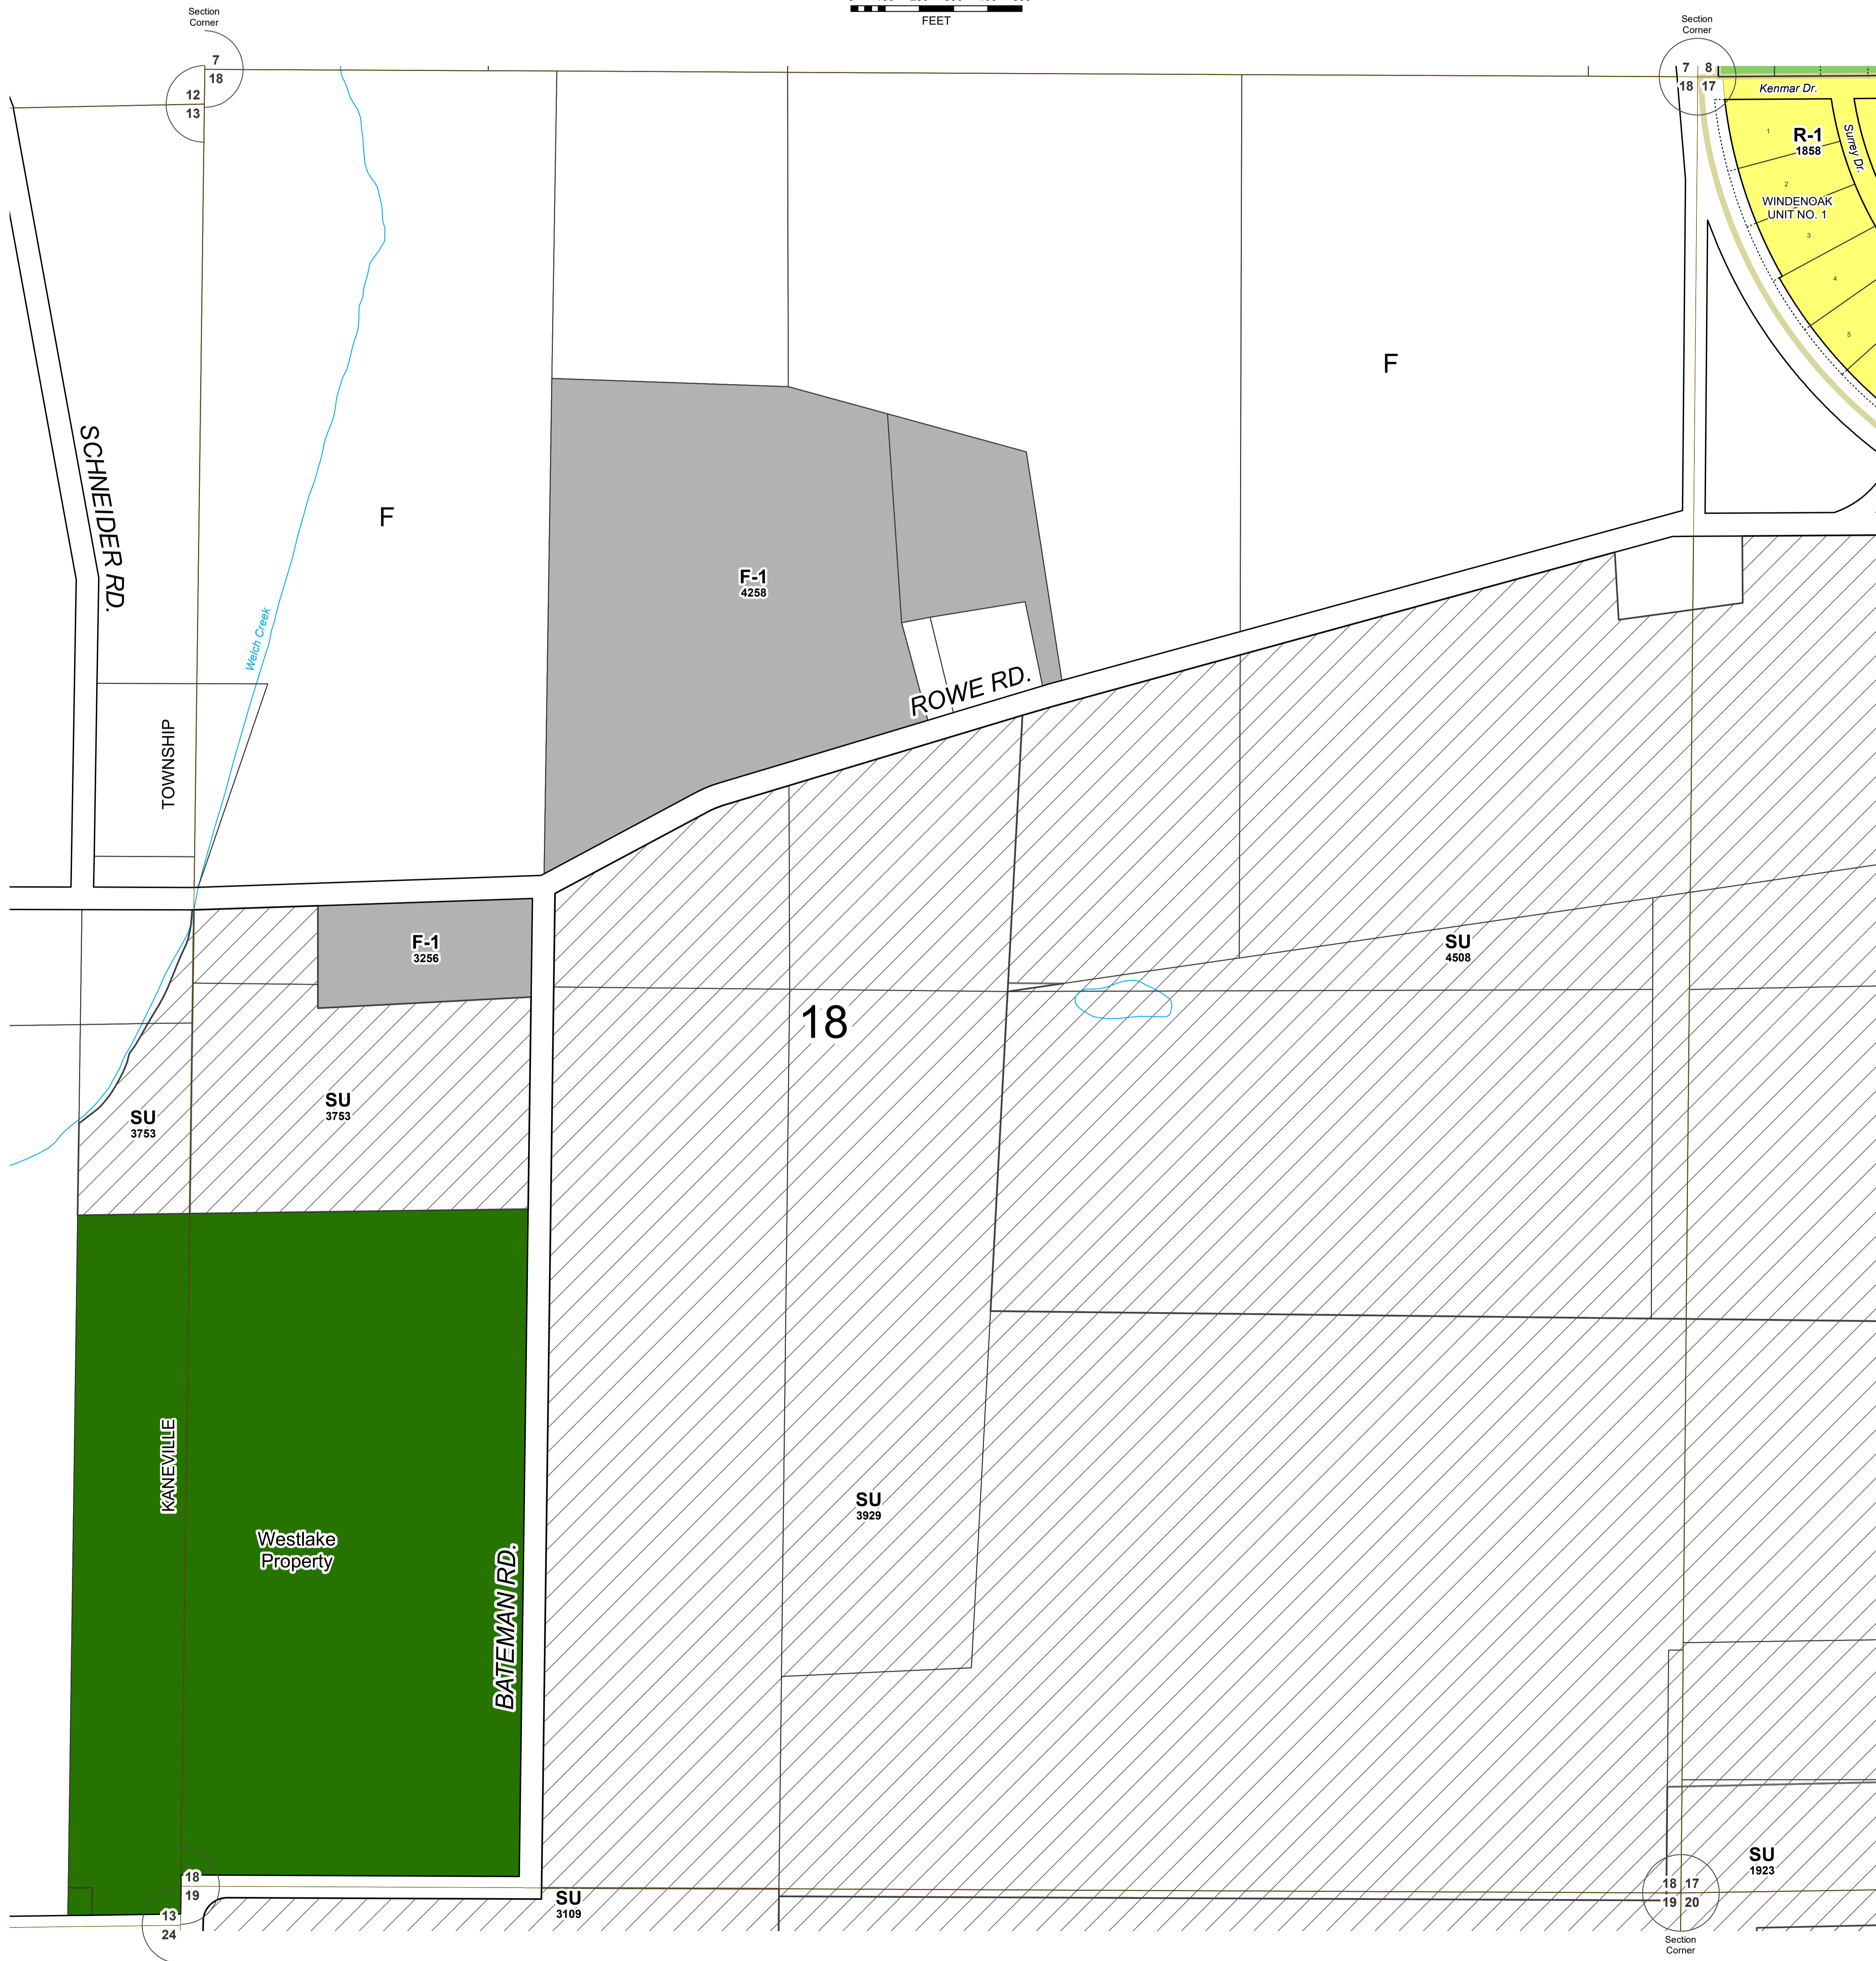 FEET
Section
Corner
Section
Corner
7
18
12
13
7 8
18 17
Kenmar Dr.
Surrey Dr.
1
R-1
1858
2
WINDENOAK
UNIT NO. 1
3
4
5
F
SCHNEIDER RD.
F
F-1
4258
Welch Creek
ROWE RD.
TOWNSHIP
F-1
3256
SU
4508
18
SU
3753
SU
3753
KANEVILLE
SU
3929
Westlake
Property
BATEMAN RD.
SU
1923
18
19
18 17
19 20
SU
3109
13
24
Section
Corner